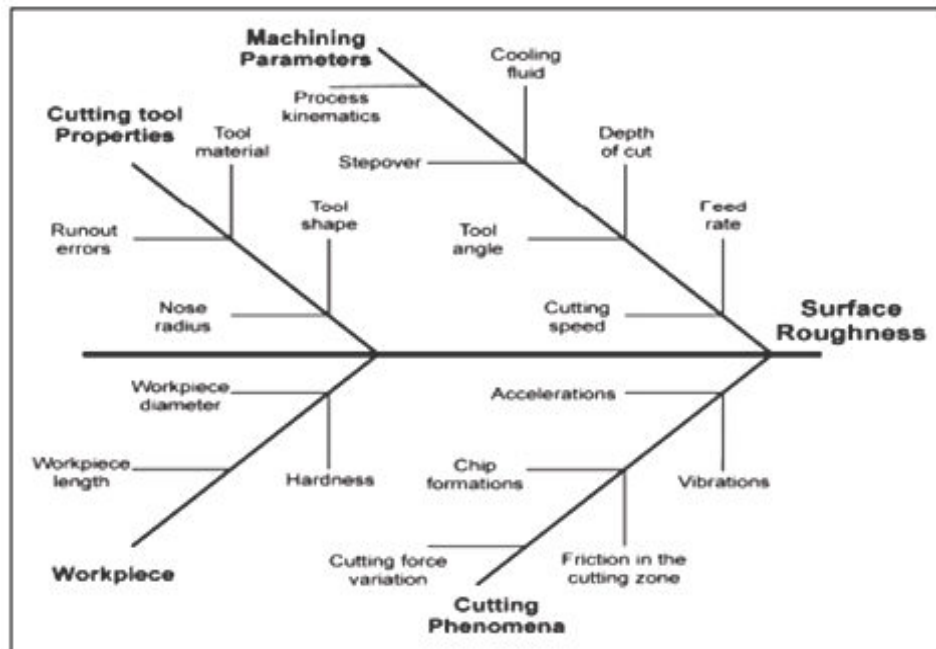 Machining
Parameters
Cooling
fluid
Process
kinematics
Cutting tool
Properties
Tool
material
Depth
of cut
Stepover
Runout
errors
Tool
shape
Tool
angle
Feed
rate
Nose
radius
Cutting
speed
Surface
Roughness
Workpiece
diameter
Accelerations
Workpiece
length
Hardness
Chip
formations
Vibrations
Workpiece
Cutting force
variation
Friction in the
cutting zone
Cutting
Phenomena